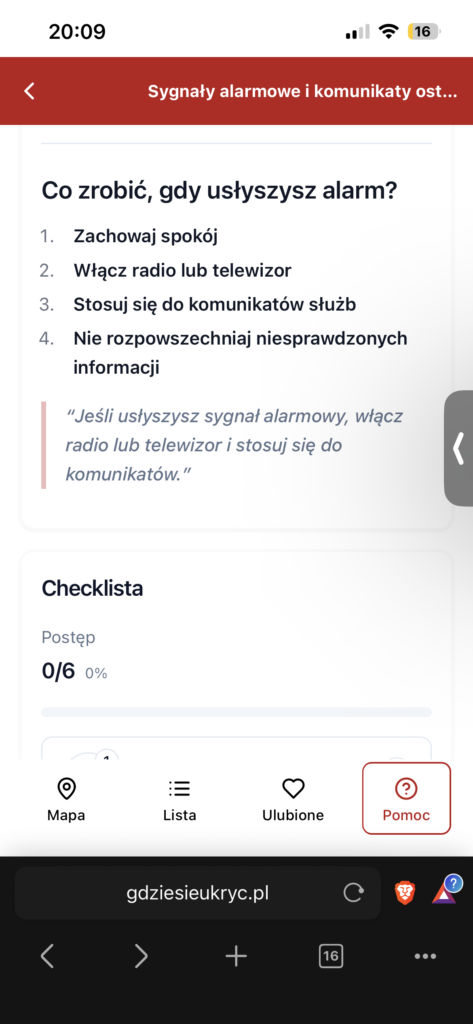 20:09
16
Sygnały alarmowe i komunikaty ost...
Co zrobić, gdy usłyszysz alarm?
1. Zachowaj spokój
2. Włącz radio lub telewizor
3. Stosuj się do komunikatów służb
4. Nie rozpowszechniaj niesprawdzonych
informacji
“Jeśli usłyszysz sygnał alarmowy, włącz
radio lub telewizor i stosuj się do
komunikatów.”
Checklista
Postęp
0/6 0%
1
Mapa Lista Ulubione Pomoc
gdziesieukryc.pl
?
16